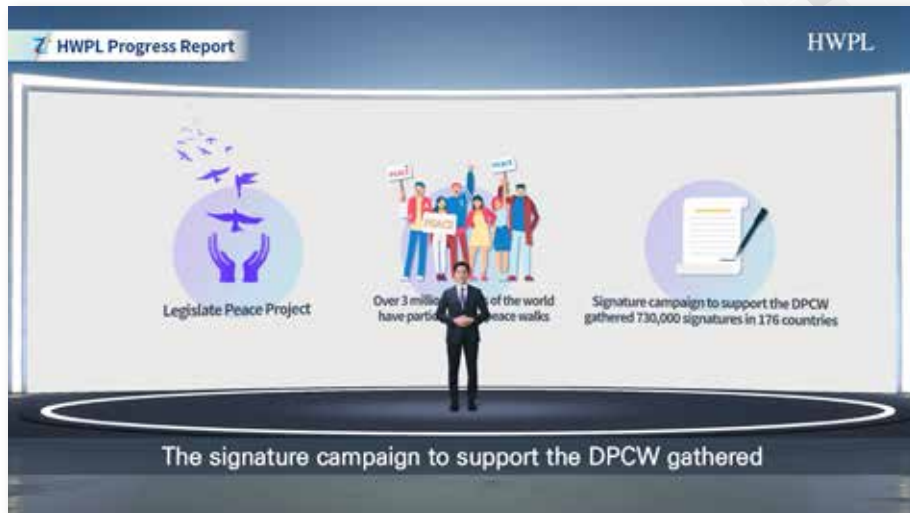 HWPL Progress Report
HWPL
PEACE
PEACE
PEACE
Legislate Peace Project
Over 3 million of the world
have peace walks
Signature campaign to support the DPCW
gathered 730,000 signatures in 176 countries
The signature campaign to support the DPCW gathered